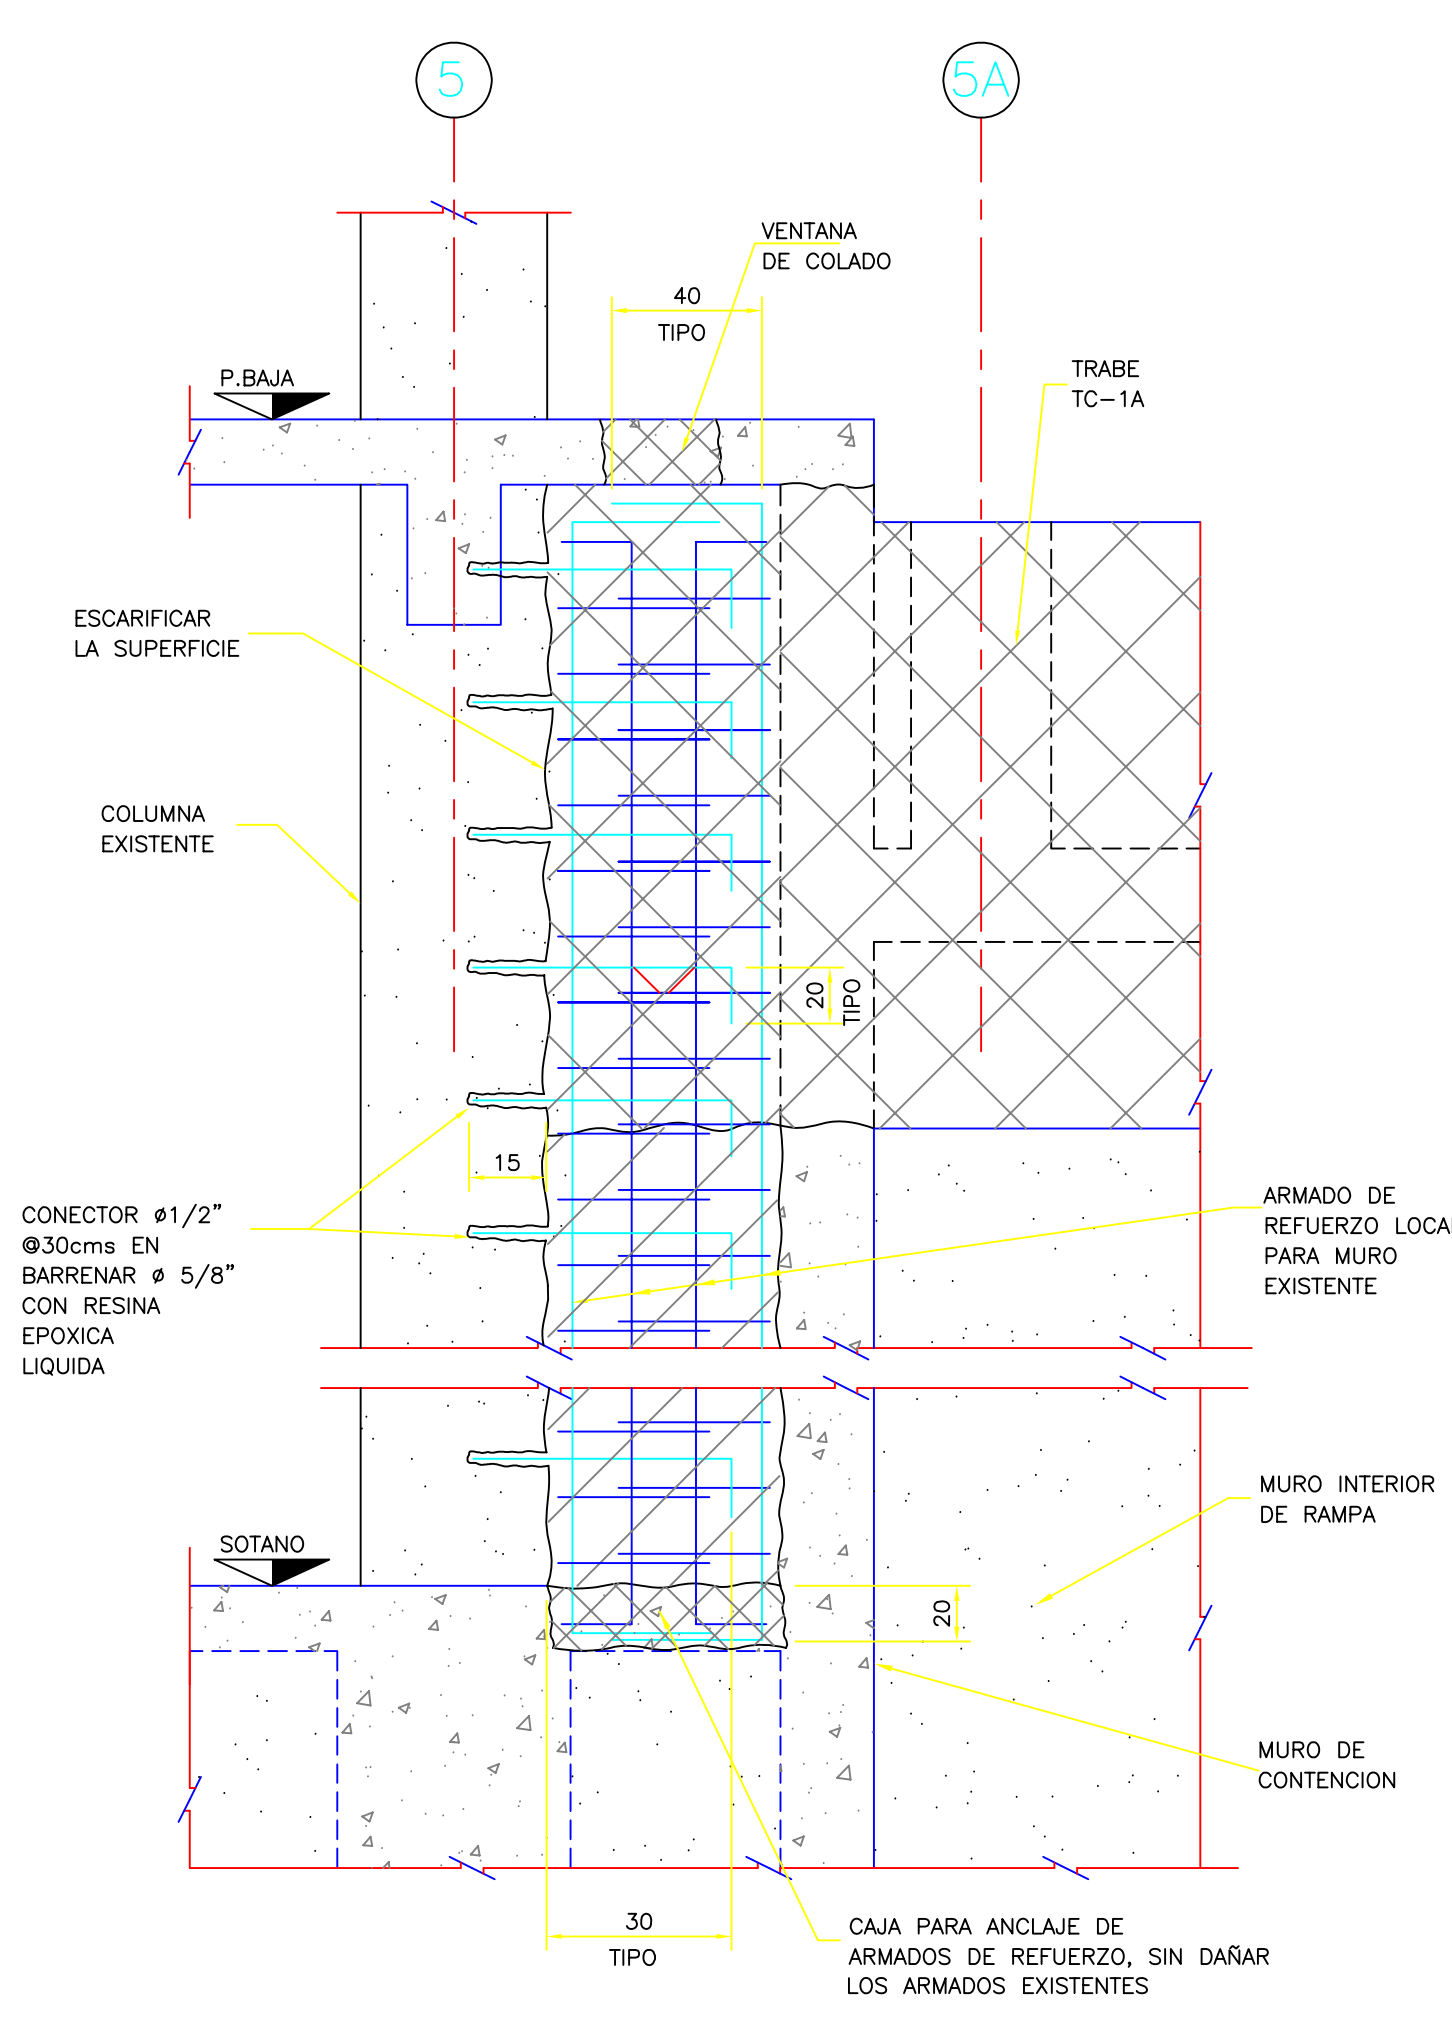 5
5A
VENTANA
DE COLADO
40
TIPO
TRABE
TC-1A
P.BAJA
ESCARIFICAR
LA SUPERFICIE
COLUMNA
EXISTENTE
20
TIPO
15
CONECTOR ø1/2"
@30cms EN
BARRENAR ø 5/8"
CON RESINA
EPOXICA
LIQUIDA
ARMADO DE
REFUERZO LOCAL
PARA MURO
EXISTENTE
MURO INTERIOR
DE RAMPA
SOTANO
20
MURO DE
CONTENCION
30
TIPO
CAJA PARA ANCLAJE DE
ARMADOS DE REFUERZO, SIN DAÑAR
LOS ARMADOS EXISTENTES